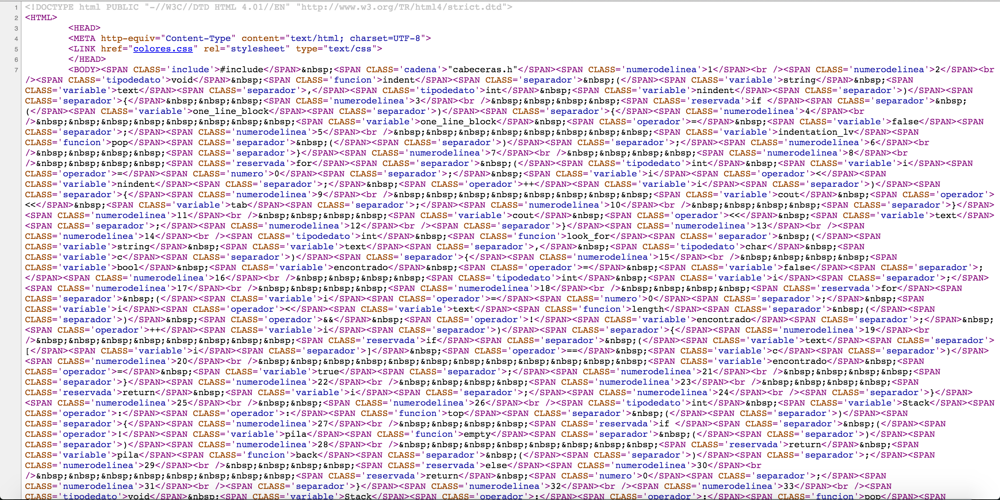 1 <!DOCTYPE html PUBLIC "-//W3C//DTD HTML 4.01//EN" "http://www.w3.org/TR/html4/strict.dtd">
2 <HTML>
3 <HEAD>
4 <META http-equiv="Content-Type" content="text/html; charset=UTF-8">
5 <LINK href="colores.css" rel="stylesheet" type="text/css">
6 </HEAD>
7 <BODY><SPAN CLASS='include'>#include</SPAN>&nbsp;<SPAN CLASS='cadena'>"cabeceras.h"</SPAN><SPAN CLASS='numerodelinea'>1</SPAN><br /><SPAN CLASS='numerodelinea'>2</SPAN><br
/><SPAN CLASS='tipodedato'>void</SPAN>&nbsp;<SPAN CLASS='funcion'>indent</SPAN><SPAN CLASS='separador'>&nbsp;(</SPAN><SPAN CLASS='variable'>string</SPAN>&nbsp;<SPAN
CLASS='variable'>text</SPAN><SPAN CLASS='separador'>,</SPAN><SPAN CLASS='tipodedato'>int</SPAN>&nbsp;<SPAN CLASS='variable'>nindent</SPAN><SPAN CLASS='separador'>)</SPAN><SPAN
CLASS='separador'>{</SPAN>&nbsp;&nbsp;&nbsp;<SPAN CLASS='numerodelinea'>3</SPAN><br />&nbsp;&nbsp;&nbsp;&nbsp;<SPAN CLASS='reservada'>if </SPAN><SPAN CLASS='separador'>&nbsp;
(</SPAN><SPAN CLASS='variable'>one_line_block</SPAN><SPAN CLASS='separador'>)</SPAN><SPAN CLASS='separador'>{</SPAN><SPAN CLASS='numerodelinea'>4</SPAN><br
/>&nbsp;&nbsp;&nbsp;&nbsp;&nbsp;&nbsp;&nbsp;&nbsp;<SPAN CLASS='variable'>one_line_block</SPAN>&nbsp;<SPAN CLASS='operador'>=</SPAN>&nbsp;<SPAN CLASS='variable'>false</SPAN><SPAN
CLASS='separador'>;</SPAN><SPAN CLASS='numerodelinea'>5</SPAN><br />&nbsp;&nbsp;&nbsp;&nbsp;&nbsp;&nbsp;&nbsp;&nbsp;<SPAN CLASS='variable'>indentation_lv</SPAN><SPAN
CLASS='funcion'>pop</SPAN><SPAN CLASS='separador'>&nbsp;(</SPAN><SPAN CLASS='separador'>)</SPAN><SPAN CLASS='separador'>;</SPAN><SPAN CLASS='numerodelinea'>6</SPAN><br
/>&nbsp;&nbsp;&nbsp;&nbsp;<SPAN CLASS='separador'>}</SPAN><SPAN CLASS='numerodelinea'>7</SPAN><br />&nbsp;&nbsp;&nbsp;&nbsp;<SPAN CLASS='numerodelinea'>8</SPAN><br
/>&nbsp;&nbsp;&nbsp;&nbsp;<SPAN CLASS='reservada'>for</SPAN><SPAN CLASS='separador'>&nbsp;(</SPAN><SPAN CLASS='tipodedato'>int</SPAN>&nbsp;<SPAN CLASS='variable'>i</SPAN><SPAN
CLASS='operador'>=</SPAN><SPAN CLASS='numero'>0</SPAN><SPAN CLASS='separador'>;</SPAN>&nbsp;<SPAN CLASS='variable'>i</SPAN><SPAN CLASS='operador'><</SPAN><SPAN
CLASS='variable'>nindent</SPAN><SPAN CLASS='separador'>;</SPAN>&nbsp;<SPAN CLASS='operador'>++</SPAN><SPAN CLASS='variable'>i</SPAN><SPAN CLASS='separador'>)</SPAN><SPAN
CLASS='separador'>{</SPAN><SPAN CLASS='numerodelinea'>9</SPAN><br />&nbsp;&nbsp;&nbsp;&nbsp;&nbsp;&nbsp;&nbsp;&nbsp;<SPAN CLASS='variable'>cout</SPAN>&nbsp;<SPAN CLASS='operador'>
<<</SPAN>&nbsp;<SPAN CLASS='variable'>tab</SPAN><SPAN CLASS='separador'>;</SPAN><SPAN CLASS='numerodelinea'>10</SPAN><br />&nbsp;&nbsp;&nbsp;&nbsp;<SPAN CLASS='separador'>}</SPAN>
<SPAN CLASS='numerodelinea'>11</SPAN><br />&nbsp;&nbsp;&nbsp;&nbsp;<SPAN CLASS='variable'>cout</SPAN>&nbsp;<SPAN CLASS='operador'><<</SPAN>&nbsp;<SPAN CLASS='variable'>text</SPAN>
<SPAN CLASS='separador'>;</SPAN><SPAN CLASS='numerodelinea'>12</SPAN><br /><SPAN CLASS='separador'>}</SPAN><SPAN CLASS='numerodelinea'>13</SPAN><br /><SPAN
CLASS='numerodelinea'>14</SPAN><br /><SPAN CLASS='tipodedato'>int</SPAN>&nbsp;<SPAN CLASS='funcion'>look_for</SPAN><SPAN CLASS='separador'>&nbsp;(</SPAN><SPAN
CLASS='variable'>string</SPAN>&nbsp;<SPAN CLASS='variable'>text</SPAN><SPAN CLASS='separador'>,</SPAN>&nbsp;<SPAN CLASS='tipodedato'>char</SPAN>&nbsp;<SPAN
CLASS='variable'>c</SPAN><SPAN CLASS='separador'>)</SPAN><SPAN CLASS='separador'>{</SPAN><SPAN CLASS='numerodelinea'>15</SPAN><br />&nbsp;&nbsp;&nbsp;&nbsp;<SPAN
CLASS='variable'>bool</SPAN>&nbsp;<SPAN CLASS='variable'>encontrado</SPAN>&nbsp;<SPAN CLASS='operador'>=</SPAN>&nbsp;<SPAN CLASS='variable'>false</SPAN><SPAN CLASS='separador'>;
</SPAN><SPAN CLASS='numerodelinea'>16</SPAN><br />&nbsp;&nbsp;&nbsp;&nbsp;<SPAN CLASS='tipodedato'>int</SPAN>&nbsp;<SPAN CLASS='variable'>i</SPAN><SPAN CLASS='separador'>;</SPAN>
<SPAN CLASS='numerodelinea'>17</SPAN><br />&nbsp;&nbsp;&nbsp;&nbsp;<SPAN CLASS='numerodelinea'>18</SPAN><br />&nbsp;&nbsp;&nbsp;&nbsp;<SPAN CLASS='reservada'>for</SPAN><SPAN
CLASS='separador'>&nbsp;(</SPAN><SPAN CLASS='variable'>i</SPAN><SPAN CLASS='operador'>=</SPAN><SPAN CLASS='numero'>0</SPAN><SPAN CLASS='separador'>;</SPAN>&nbsp;<SPAN
CLASS='variable'>i</SPAN><SPAN CLASS='operador'><</SPAN><SPAN CLASS='variable'>text</SPAN><SPAN CLASS='funcion'>length</SPAN><SPAN CLASS='separador'>&nbsp;(</SPAN><SPAN
CLASS='separador'>)</SPAN>&nbsp;<SPAN CLASS='operador'>&&</SPAN>&nbsp;<SPAN CLASS='operador'>!</SPAN><SPAN CLASS='variable'>encontrado</SPAN><SPAN CLASS='separador'>;</SPAN>&nbsp;
<SPAN CLASS='operador'>++</SPAN><SPAN CLASS='variable'>i</SPAN><SPAN CLASS='separador'>)</SPAN><SPAN CLASS='separador'>{</SPAN><SPAN CLASS='numerodelinea'>19</SPAN><br
/>&nbsp;&nbsp;&nbsp;&nbsp;&nbsp;&nbsp;&nbsp;&nbsp;<SPAN CLASS='reservada'>if</SPAN><SPAN CLASS='separador'>&nbsp;(</SPAN><SPAN CLASS='variable'>text</SPAN><SPAN CLASS='separador'>
[</SPAN><SPAN CLASS='variable'>i</SPAN><SPAN CLASS='separador'>]</SPAN>&nbsp;<SPAN CLASS='operador'>==</SPAN>&nbsp;<SPAN CLASS='variable'>c</SPAN><SPAN CLASS='separador'>)</SPAN>
<SPAN CLASS='numerodelinea'>20</SPAN><br />&nbsp;&nbsp;&nbsp;&nbsp;&nbsp;&nbsp;&nbsp;&nbsp;&nbsp;&nbsp;&nbsp;&nbsp;<SPAN CLASS='variable'>encontrado</SPAN>&nbsp;<SPAN
CLASS='operador'>=</SPAN>&nbsp;<SPAN CLASS='variable'>true</SPAN><SPAN CLASS='separador'>;</SPAN><SPAN CLASS='numerodelinea'>21</SPAN><br />&nbsp;&nbsp;&nbsp;&nbsp;<SPAN
CLASS='separador'>}</SPAN><SPAN CLASS='numerodelinea'>22</SPAN><br />&nbsp;&nbsp;&nbsp;&nbsp;<SPAN CLASS='numerodelinea'>23</SPAN><br />&nbsp;&nbsp;&nbsp;&nbsp;<SPAN
CLASS='reservada'>return</SPAN>&nbsp;<SPAN CLASS='variable'>i</SPAN><SPAN CLASS='separador'>;</SPAN><SPAN CLASS='numerodelinea'>24</SPAN><br /><SPAN CLASS='separador'>}</SPAN>
<SPAN CLASS='numerodelinea'>25</SPAN><br />&nbsp;&nbsp;<SPAN CLASS='numerodelinea'>26</SPAN><br /><SPAN CLASS='tipodedato'>int</SPAN>&nbsp;<SPAN CLASS='variable'>Stack</SPAN><SPAN
CLASS='operador'>:</SPAN><SPAN CLASS='operador'>:</SPAN><SPAN CLASS='funcion'>top</SPAN><SPAN CLASS='separador'>&nbsp;(</SPAN><SPAN CLASS='separador'>)</SPAN><SPAN
CLASS='separador'>{</SPAN><SPAN CLASS='numerodelinea'>27</SPAN><br />&nbsp;&nbsp;&nbsp;&nbsp;<SPAN CLASS='reservada'>if </SPAN><SPAN CLASS='separador'>&nbsp;(</SPAN><SPAN
CLASS='operador'>!</SPAN><SPAN CLASS='variable'>pila</SPAN><SPAN CLASS='funcion'>empty</SPAN><SPAN CLASS='separador'>&nbsp;(</SPAN><SPAN CLASS='separador'>)</SPAN><SPAN
CLASS='separador'>)</SPAN><SPAN CLASS='numerodelinea'>28</SPAN><br />&nbsp;&nbsp;&nbsp;&nbsp;&nbsp;&nbsp;&nbsp;&nbsp;<SPAN CLASS='reservada'>return</SPAN>&nbsp;<SPAN
CLASS='variable'>pila</SPAN><SPAN CLASS='funcion'>back</SPAN><SPAN CLASS='separador'>&nbsp;(</SPAN><SPAN CLASS='separador'>)</SPAN><SPAN CLASS='separador'>;</SPAN><SPAN
CLASS='numerodelinea'>29</SPAN><br />&nbsp;&nbsp;&nbsp;&nbsp;<SPAN CLASS='reservada'>else</SPAN><SPAN CLASS='numerodelinea'>30</SPAN><br
/>&nbsp;&nbsp;&nbsp;&nbsp;&nbsp;&nbsp;&nbsp;&nbsp;<SPAN CLASS='reservada'>return</SPAN>&nbsp;<SPAN CLASS='numero'>0</SPAN><SPAN CLASS='separador'>;</SPAN><SPAN
CLASS='numerodelinea'>31</SPAN><br /><SPAN CLASS='separador'>}</SPAN><SPAN CLASS='numerodelinea'>32</SPAN><br /><SPAN CLASS='numerodelinea'>33</SPAN><br /><SPAN
CLASS='tipodedato'>void</SPAN>&nbsp;<SPAN CLASS='variable'>Stack</SPAN><SPAN CLASS='operador'>:</SPAN><SPAN CLASS='operador'>:</SPAN><SPAN CLASS='funcion'>pop</SPAN><SPAN